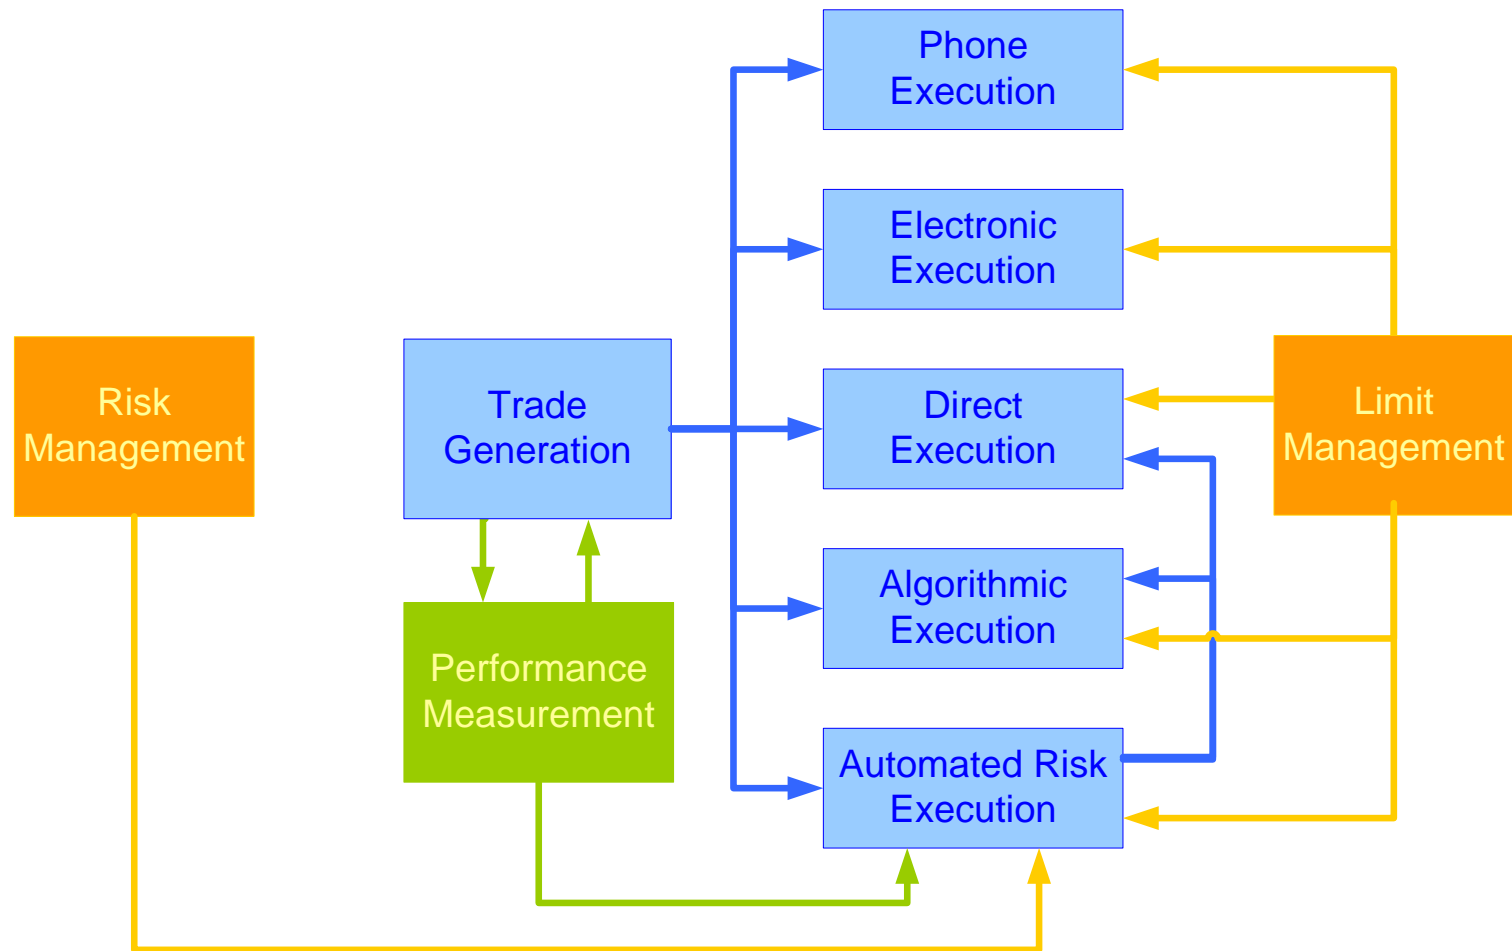 Phone
Execution
Electronic
Execution
Risk
Management
Trade
Generation
Direct
Execution
Limit
Management
Algorithmic
Execution
Performance
Measurement
Automated Risk
Execution